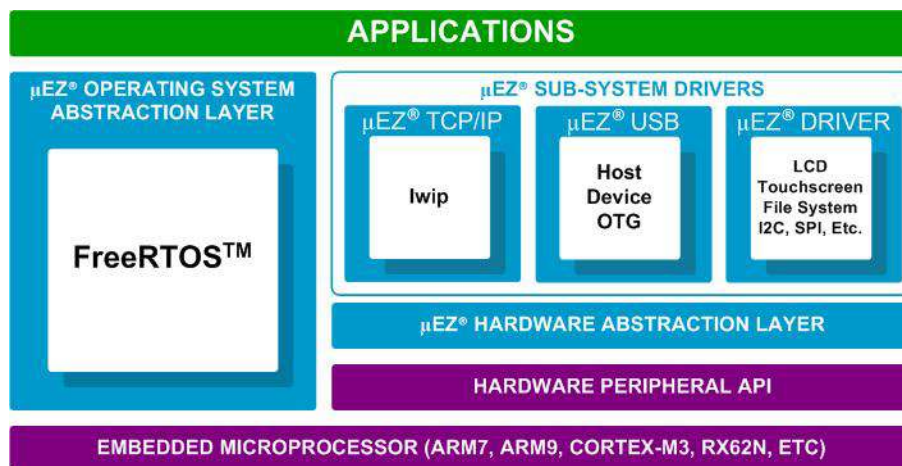 APPLICATIONS
µEZ® OPERATING SYSTEM
ABSTRACTION LAYER
FreeRTOS™
µEZ® SUB-SYSTEM DRIVERS
µEZ® TCP/IP
lwip
µEZ® USB
Host
Device
OTG
µEZ® DRIVER
LCD
Touchscreen
File System
I2C, SPI, Etc.
µEZ® HARDWARE ABSTRACTION LAYER
HARDWARE PERIPHERAL API
EMBEDDED MICROPROCESSOR (ARM7, ARM9, CORTEX-M3, RX62N, ETC)